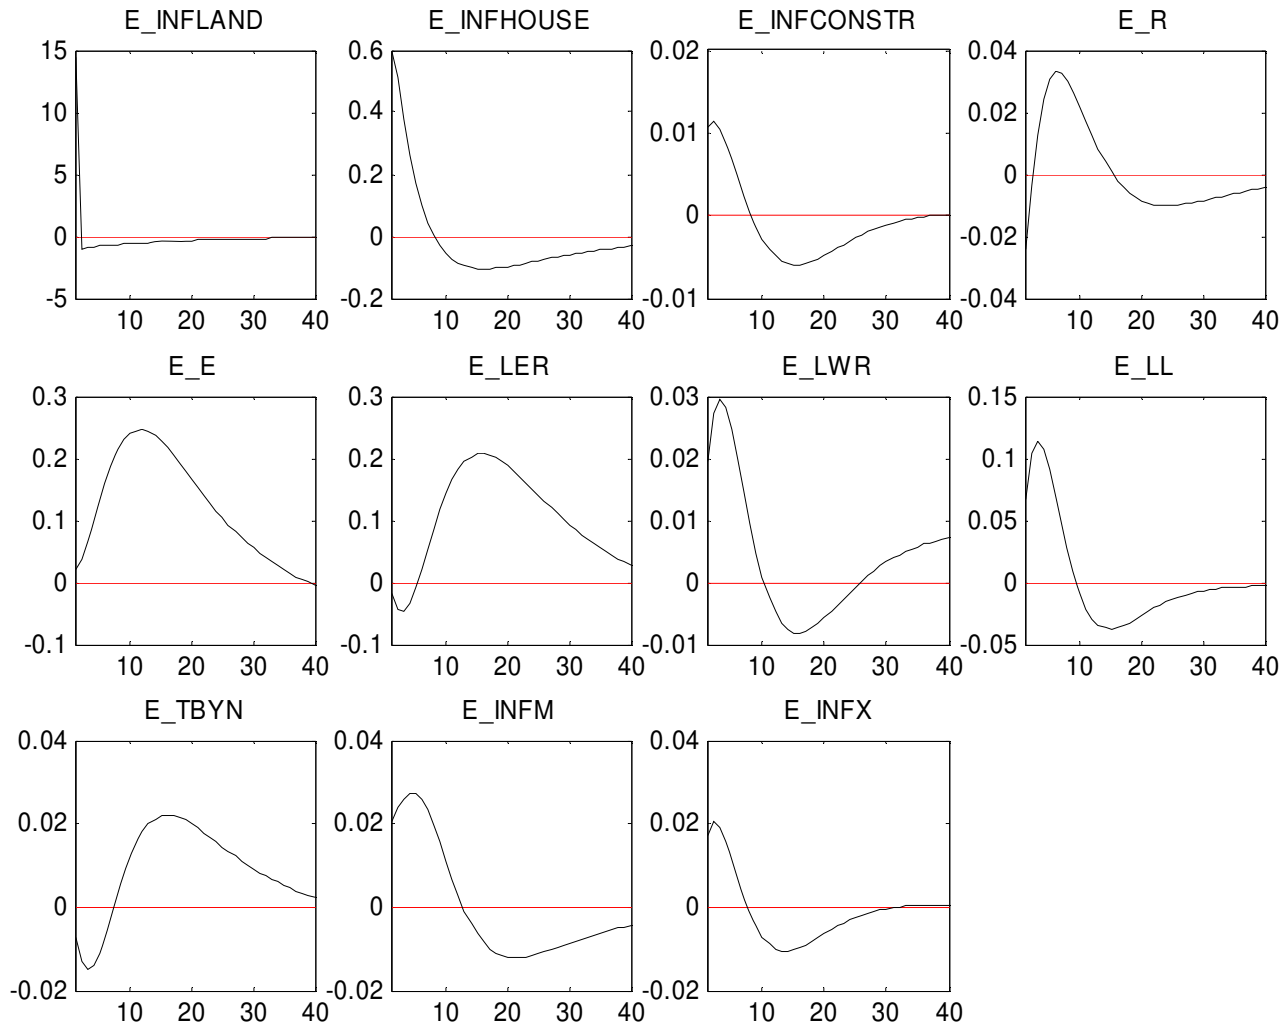 E_INFLAND E_INFHOUSE E_INFCONSTR E_R
15 0.6 0.02 0.04
10 0.4 0.01 0.02
5 0.2 0 0
0 0 -0.02
-5 -0.2 -0.01 -0.04
10 20 30 40 10 20 30 40 10 20 30 40 10 20 30 40
E_E E_LER E_LWR E_LL
0.3 0.3 0.03 0.15
0.2 0.2 0.02 0.1
0.1 0.1 0.01 0.05
0 0 0 0
-0.1 -0.1 -0.01 -0.05
10 20 30 40 10 20 30 40 10 20 30 40 10 20 30 40
E_TBYN E_INFM E_INFX
0.04 0.04 0.04
0.02 0.02 0.02
0 0 0
-0.02 -0.02 -0.02
10 20 30 40 10 20 30 40 10 20 30 40